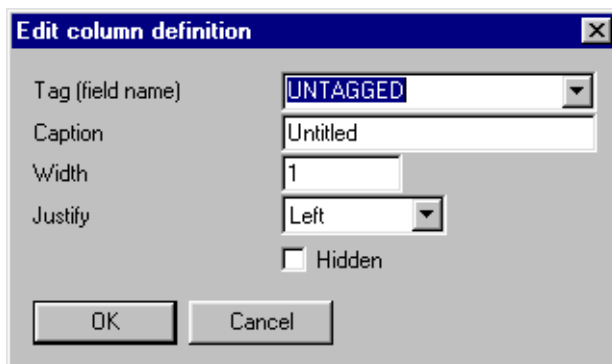 Edit column definition
Tag (field name) UNTAGGED
Caption Untitled
Width 1
Justify Left
Hidden
OK Cancel